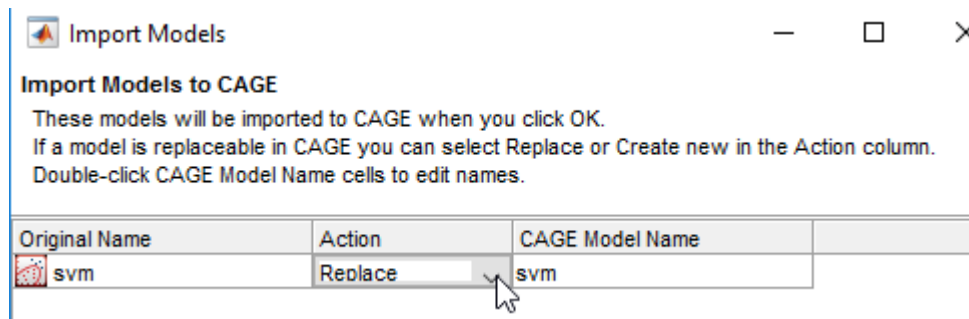 Import Models
Import Models to CAGE
These models will be imported to CAGE when you click OK.
If a model is replaceable in CAGE you can select Replace or Create new in the Action column.
Double-click CAGE Model Name cells to edit names.
Original Name Action CAGE Model Name
svm Replace svm